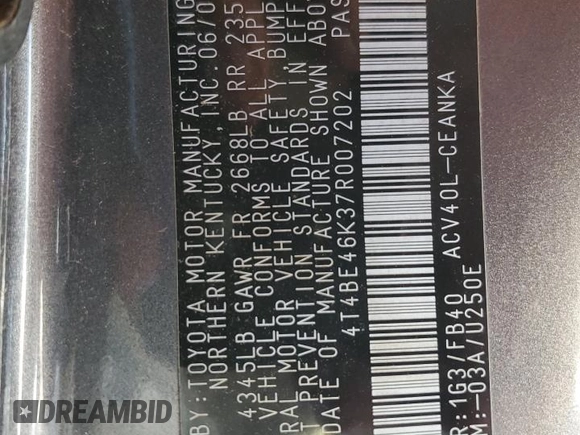 BY: TOYOTA MOTOR MANUFACTURING
NORTHERN KENTUCKY, INC. 06/0
4345LB GAWR FR 2668LB RR 235
VEHICLE CONFORMS TO ALL APPL
RAL MOTOR VEHICLE SAFETY BUMP
T PREVENTION STANDARDS IN EFF
DATE OF MANUFACTURE SHOWN ABO
4T4BE46K37R007202 PAS
R: 1G3/FB40 ACV40L-CEANKA
M: -03A/U250E
DREAMBID
DREAMBID